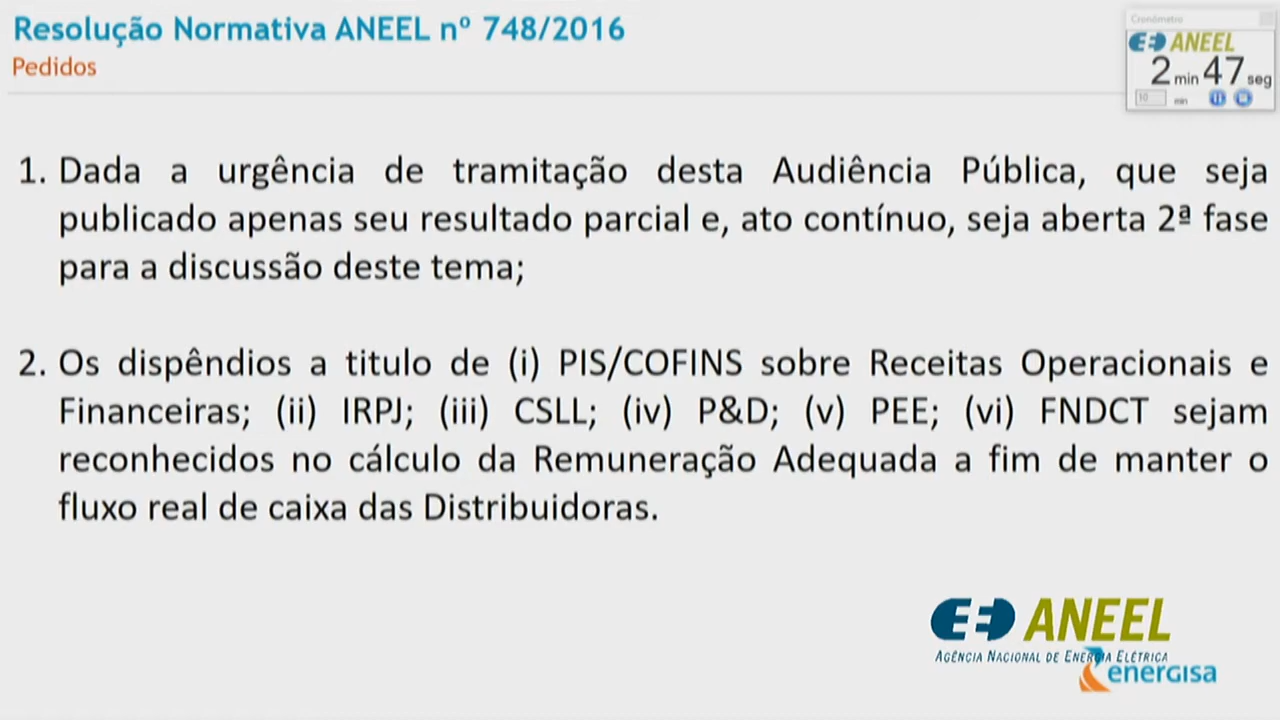 Resolução Normativa ANEEL nº 748/2016
Pedidos
Cronômetro
ANEEL
2 min 47 seg
10 min
1. Dada a urgência de tramitação desta Audiência Pública, que seja
publicado apenas seu resultado parcial e, ato contínuo, seja aberta 2ª fase
para a discussão deste tema;
2. Os dispêndios a titulo de (i) PIS/COFINS sobre Receitas Operacionais e
Financeiras; (ii) IRPJ; (iii) CSLL; (iv) P&D; (v) PEE; (vi) FNDCT sejam
reconhecidos no cálculo da Remuneração Adequada a fim de manter o
fluxo real de caixa das Distribuidoras.
ANEEL
AGÊNCIA NACIONAL DE ENERGIA ELÉTRICA
energisa